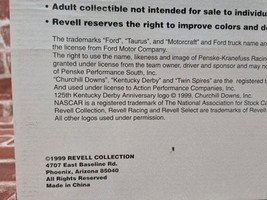 • Adult collectible not intended for sale to individu
• Revell reserves the right to improve colors and d
The trademarks "Ford", "Taurus", and "Motorcraft" and Ford truck name an
the license from Ford Motor Company.
The right to use the name, likeness and image of Penske-Kranefuss Racin
granted under license from the team owner, driver and sponsor and may no
of Penske Performance South, Inc.
"Churchill Downs", "Kentucky Derby" and "Twin Spires" are the registered
And used under license to Action Performance Companies, Inc.
125th Kentucky Derby Anniversary logo © 1999, Churchill Downs, Inc.
NASCAR is a registered trademark of The National Association for Stock C
Revell Collection, Revell Racing and Revell Select are trademarks of Revell
All other logos used under permission.
©1999 REVELL COLLECTION
4707 East Baseline Rd.
Phoenix, Arizona 85040
All Rights Reserved
Made in China